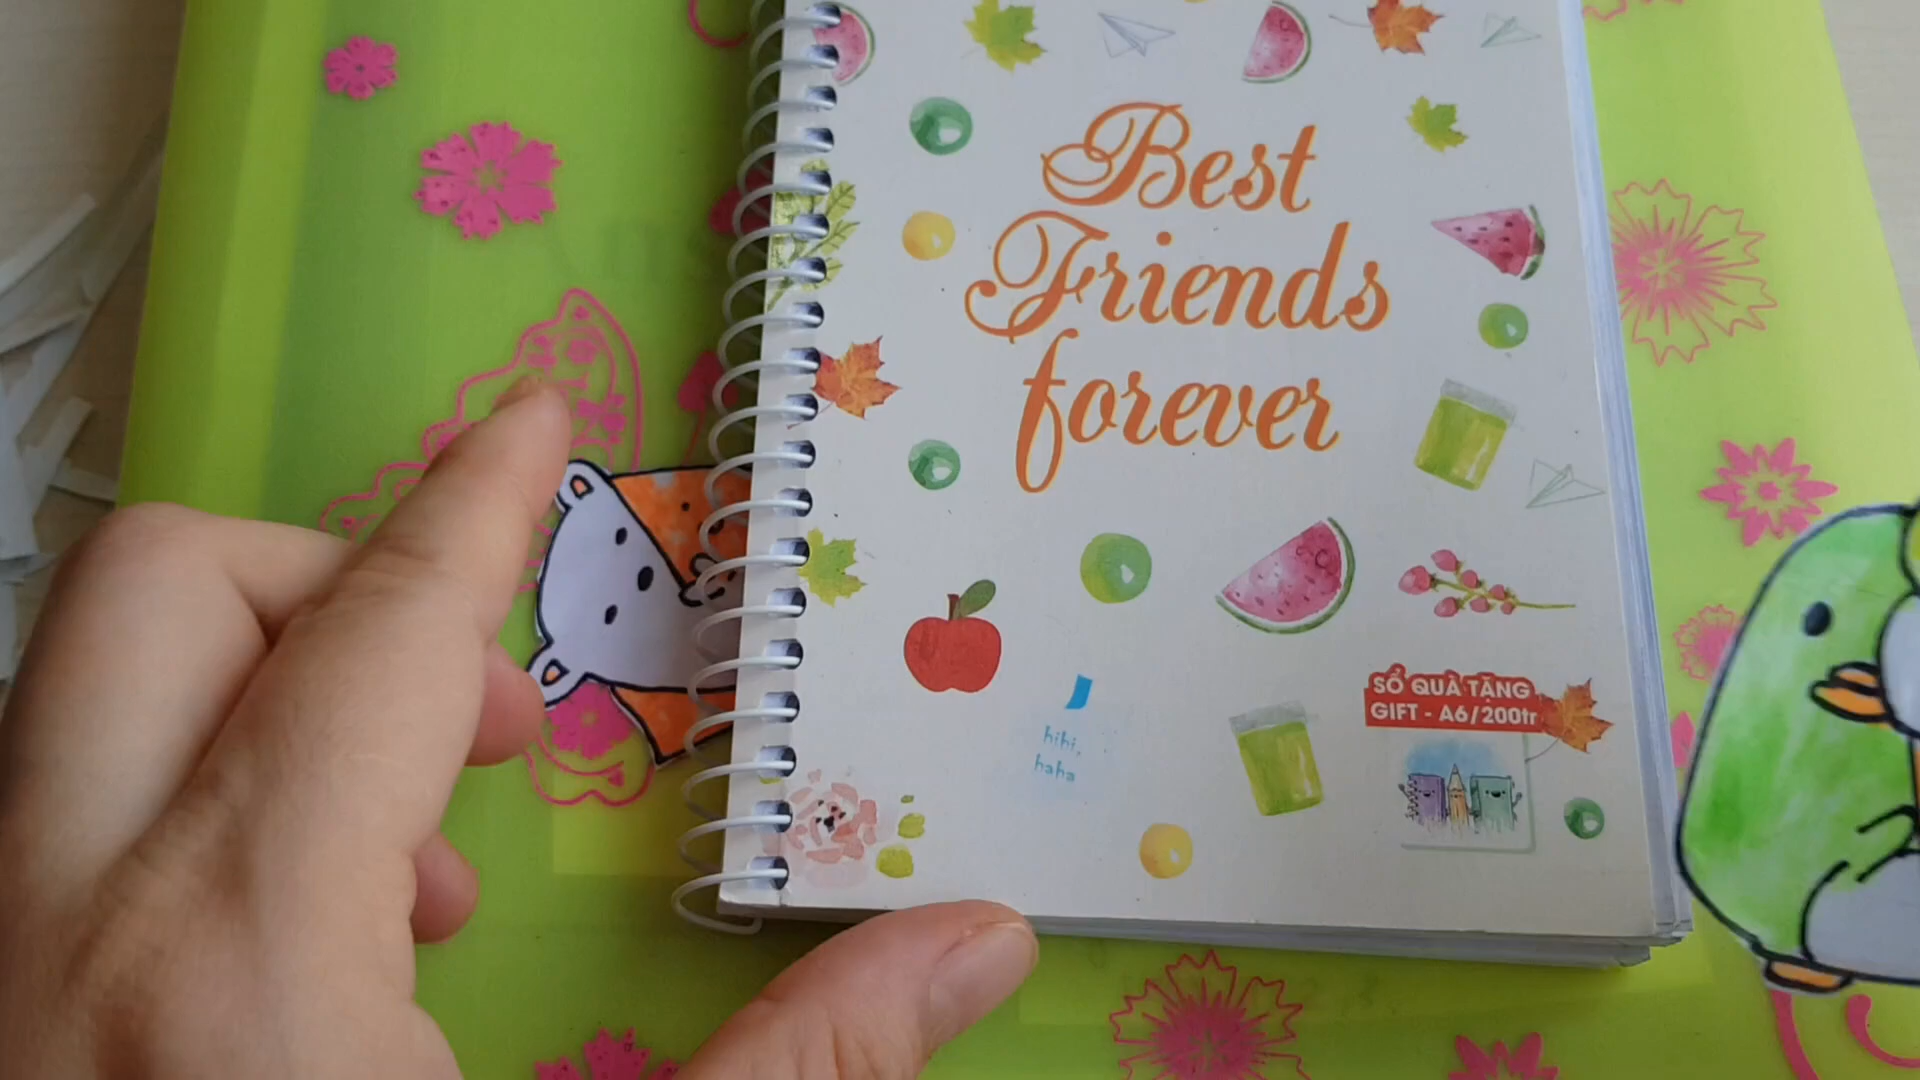 Best
Friends
forever
SỔ QUÀ TẶNG
GIFT - A6/200tr
hihi,
haha